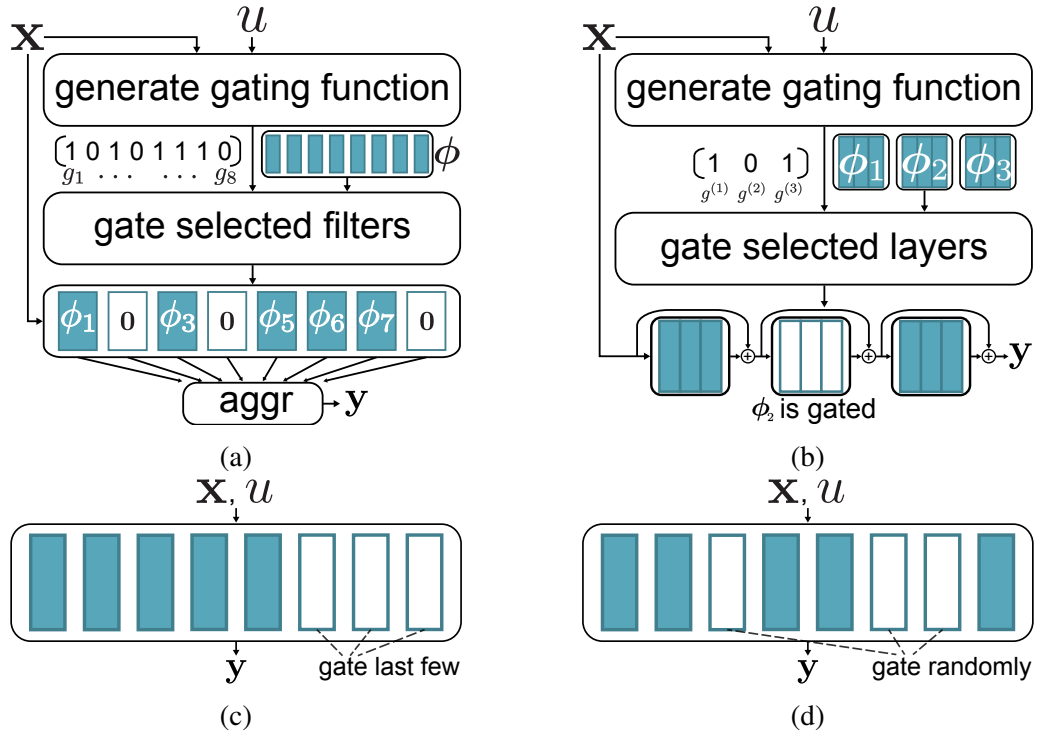 x u
generate gating function
(1 0 1 0 1 1 1 0) ϕ
g₁ ... ... g₈
gate selected filters
ϕ₁ 0 ϕ₃ 0 ϕ₅ ϕ₆ ϕ₇ 0
aggr y
(a)
x u
generate gating function
(1 0 1) ϕ₁ ϕ₂ ϕ₃
g⁽¹⁾ g⁽²⁾ g⁽³⁾
gate selected layers
+ + + y
ϕ₂ is gated
(b)
x, u
y gate last few
(c)
x, u
y gate randomly
(d)